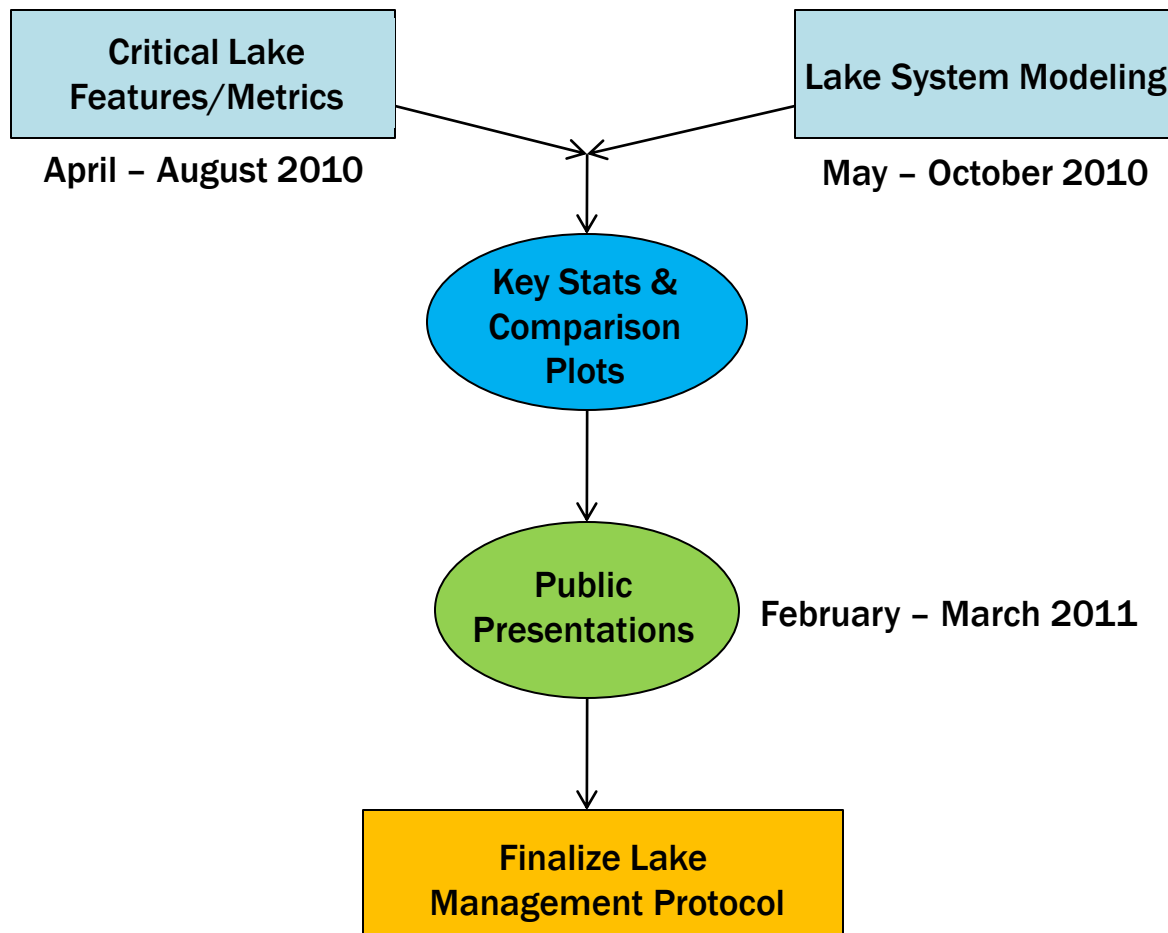 Critical Lake
Features/Metrics
April – August 2010
Lake System Modeling
May – October 2010
Key Stats &
Comparison
Plots
Public
Presentations
February – March 2011
Finalize Lake
Management Protocol